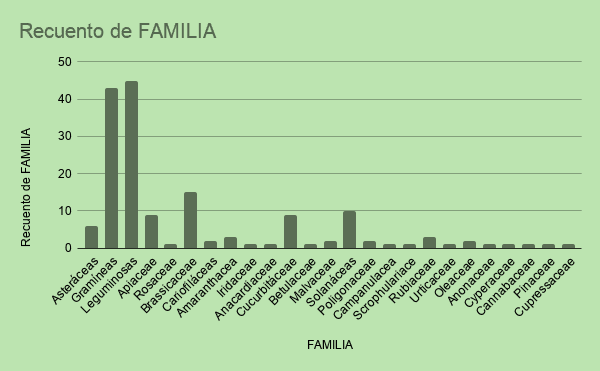 Recuento de FAMILIA
50
40
30
20
10
0
Recuento de FAMILIA
Asteráceas
Gramíneas
Leguminosas
Apiaceae
Rosaceae
Brassicaceae
Cariofiláceas
Amaranthacea
Iridaceae
Anacardiaceae
Cucurbitáceae
Betulaceae
Malvaceae
Solanáceas
Poligonaceae
Campanulacea
Scrophulariace
Rubiaceae
Urticaceae
Oleaceae
Anonaceae
Cyperaceae
Cannabaceae
Pinaceae
Cupressaceae
FAMILIA